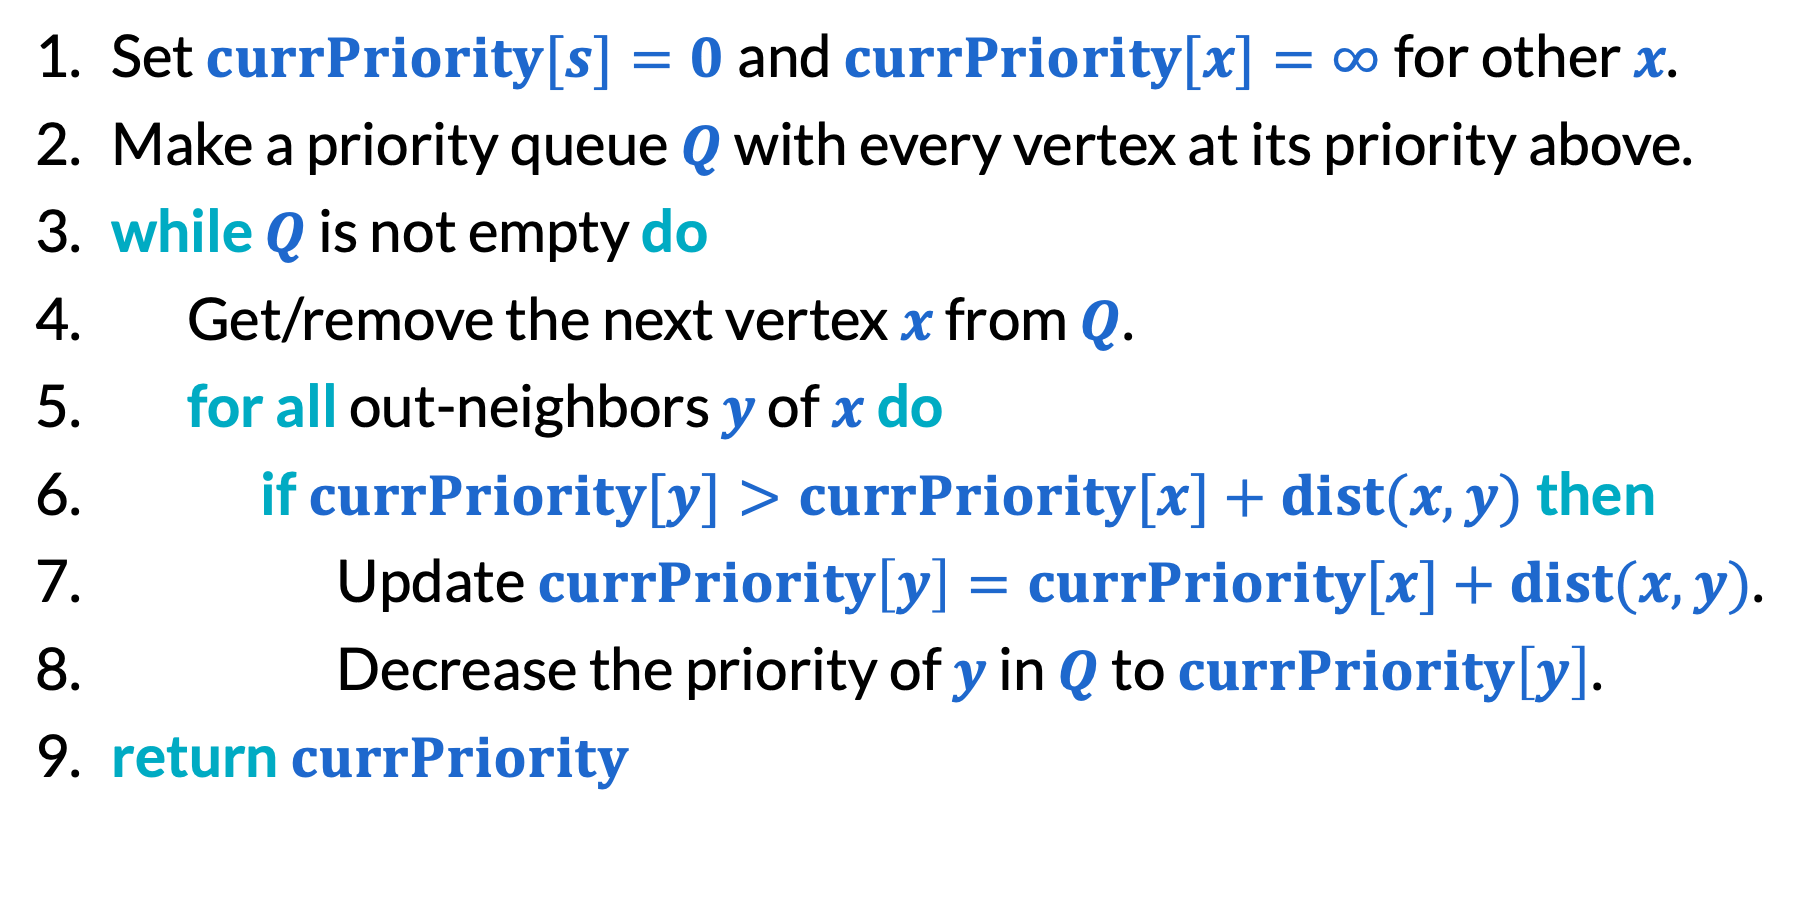 1. Set currPriority[s] = 0 and currPriority[x] = ∞ for other x.
2. Make a priority queue Q with every vertex at its priority above.
3. while Q is not empty do
4. Get/remove the next vertex x from Q.
5. for all out-neighbors y of x do
6. if currPriority[y] > currPriority[x] + dist(x, y) then
7. Update currPriority[y] = currPriority[x] + dist(x, y).
8. Decrease the priority of y in Q to currPriority[y].
9. return currPriority